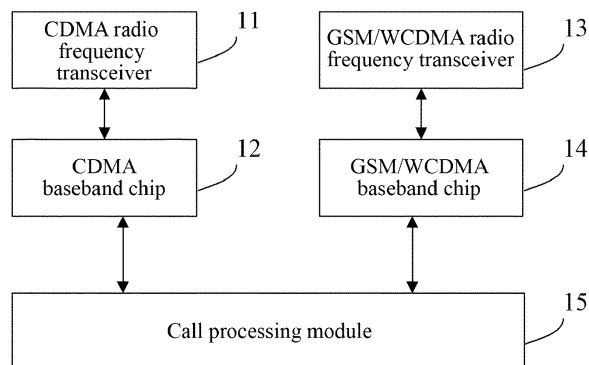 CDMA radio
frequency
transceiver
11
GSM/WCDMA radio
frequency transceiver
13
CDMA
baseband chip
12
GSM/WCDMA
baseband chip
14
Call processing module
15